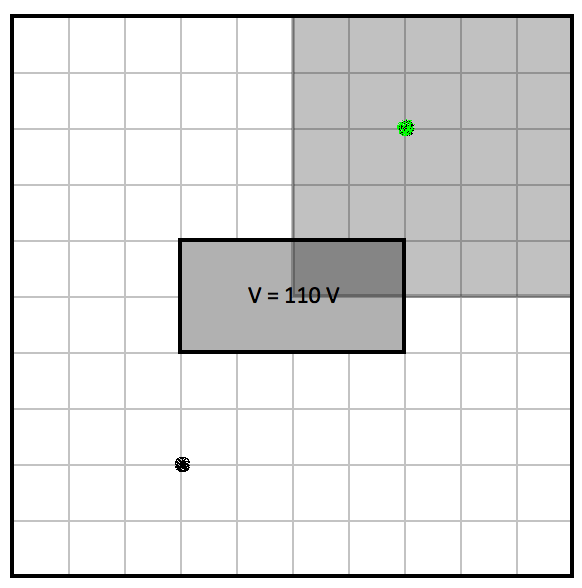 V = 110 V